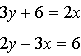 3y + 6 = 2x
2y − 3x = 6